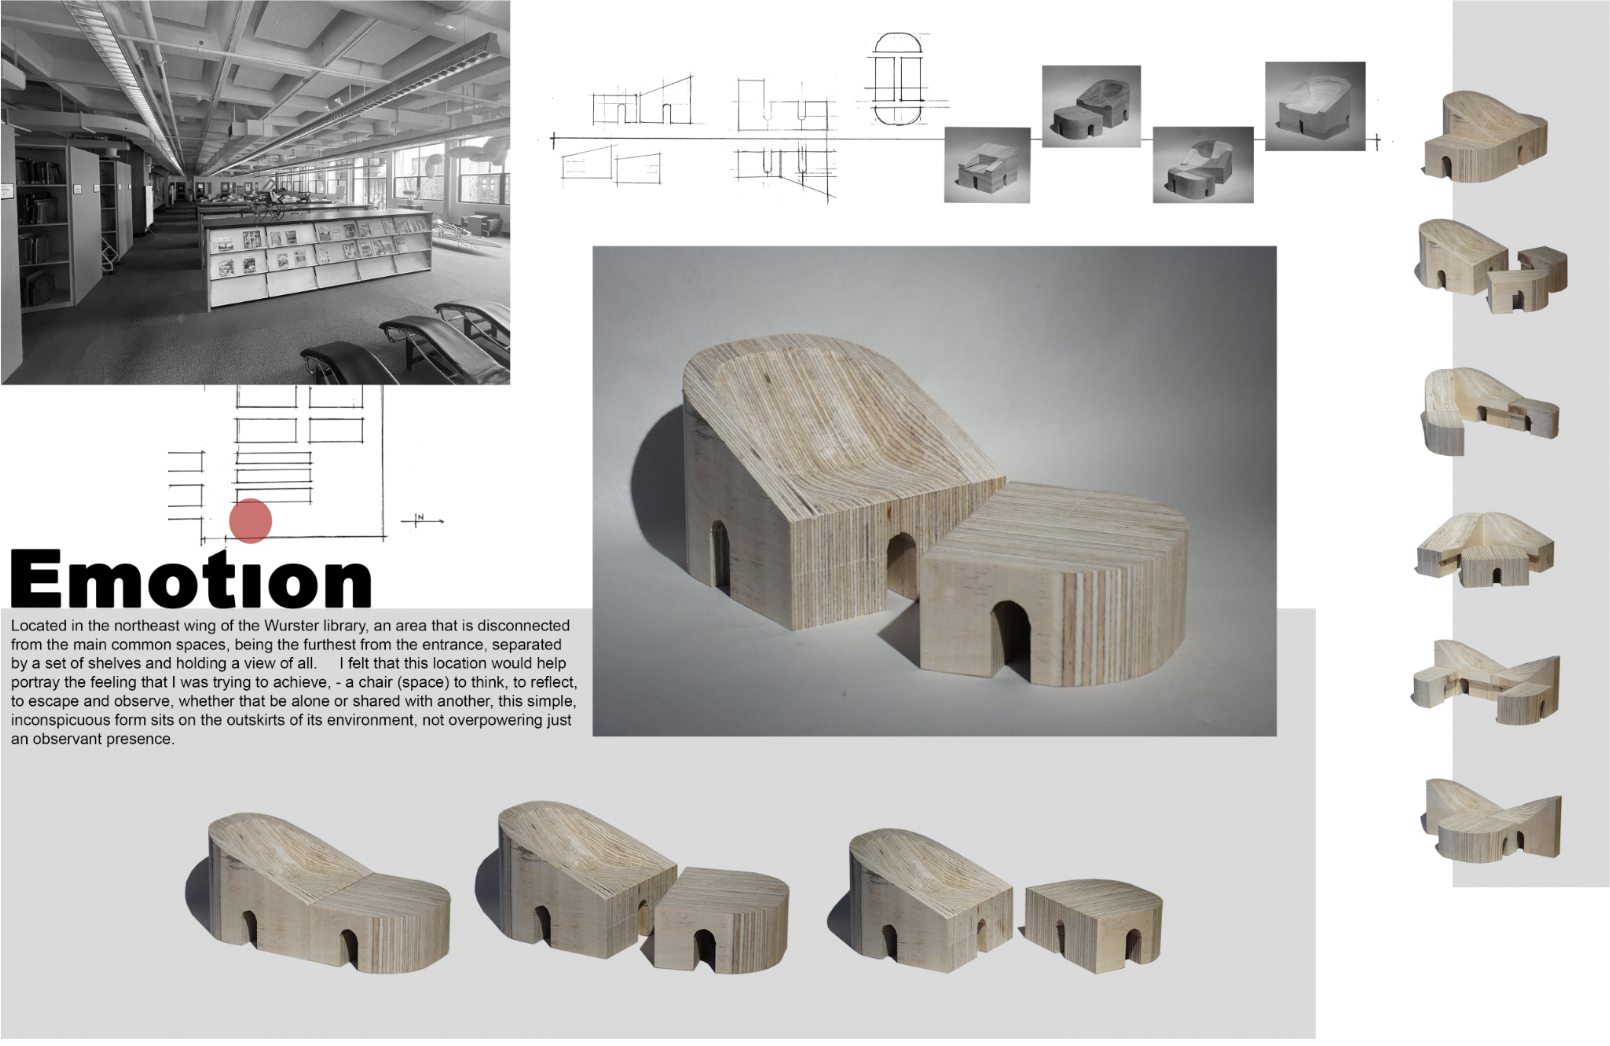 N
Emotion
Located in the northeast wing of the Wurster library, an area that is disconnected
from the main common spaces, being the furthest from the entrance, separated
by a set of shelves and holding a view of all. I felt that this location would help
portray the feeling that I was trying to achieve, - a chair (space) to think, to reflect,
to escape and observe, whether that be alone or shared with another, this simple,
inconspicuous form sits on the outskirts of its environment, not overpowering just
an observant presence.